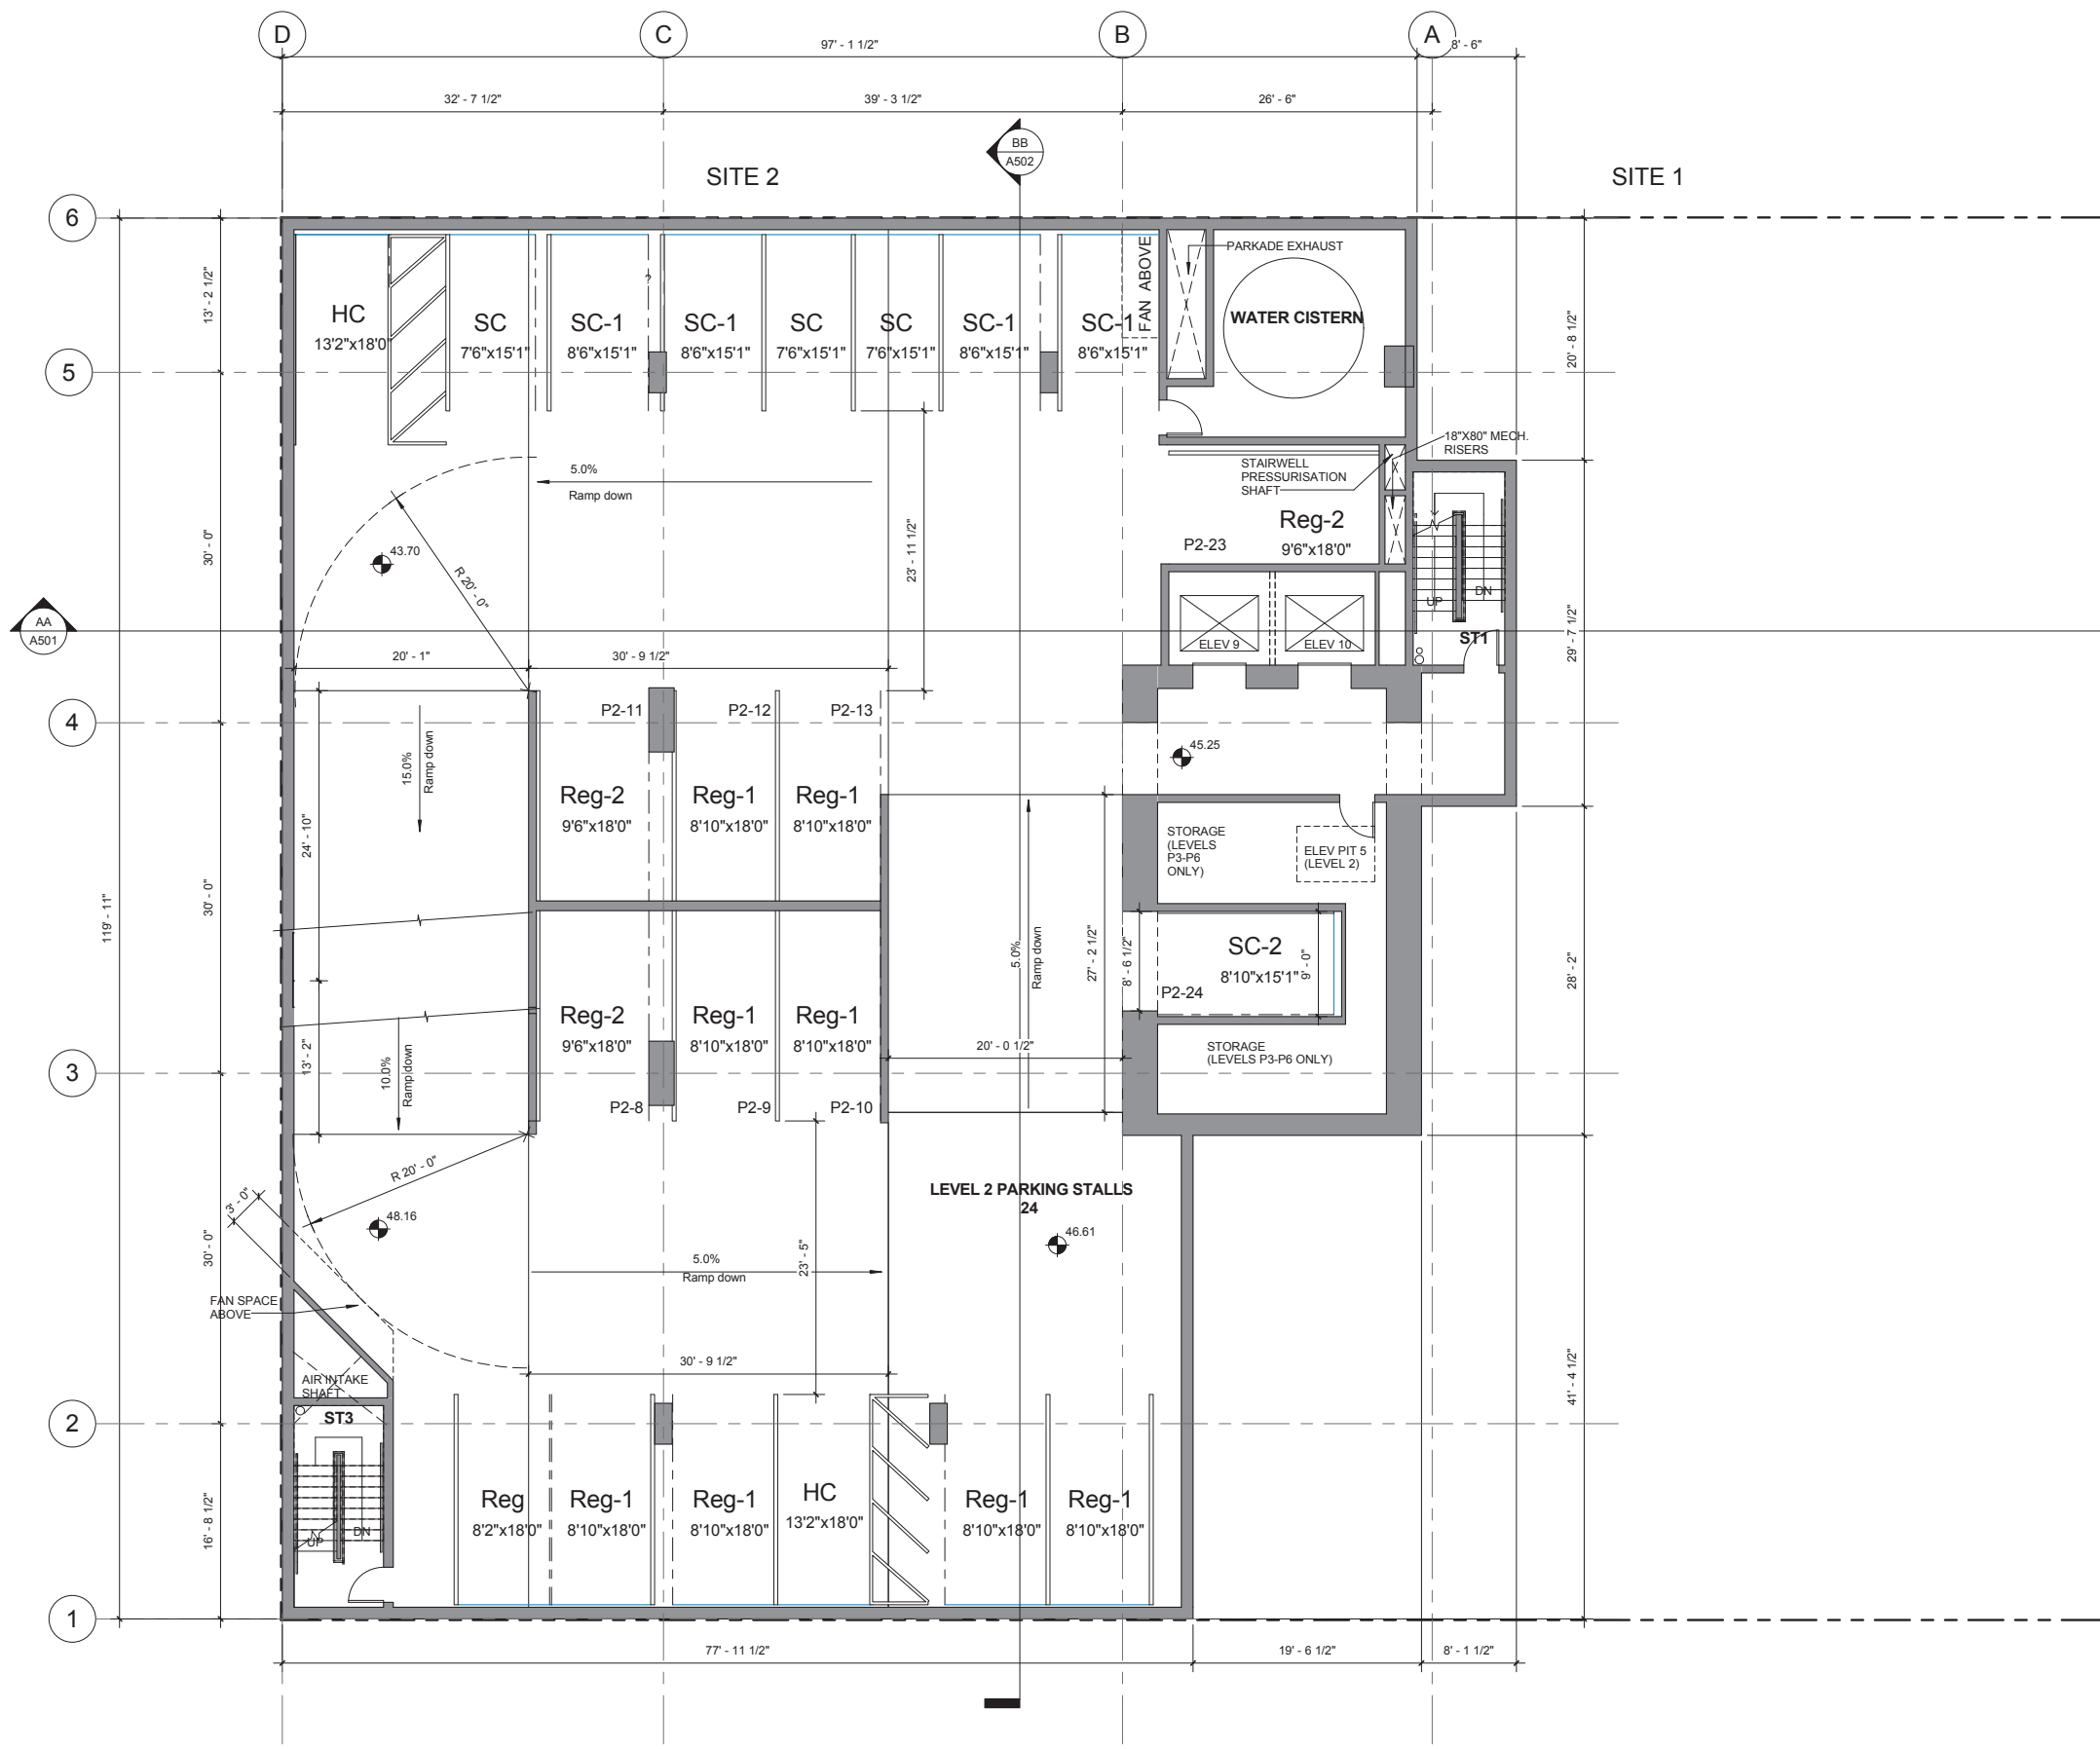 D
C
B
A
97' - 1 1/2"
8' - 6"
32' - 7 1/2"
39' - 3 1/2"
26' - 6"
BB
A502
SITE 2
SITE 1
6
5
4
3
2
1
13' - 2 1/2"
30' - 0"
30' - 0"
30' - 0"
16' - 8 1/2"
119' - 11"
HC
13'2"x18'0"
SC
7'6"x15'1"
SC-1
8'6"x15'1"
?
SC-1
8'6"x15'1"
SC
7'6"x15'1"
SC
7'6"x15'1"
SC-1
8'6"x15'1"
SC-1
8'6"x15'1"
FAN ABOVE
PARKADE EXHAUST
WATER CISTERN
20' - 8 1/2"
18"X80" MECH.
RISERS
STAIRWELL
PRESSURISATION
SHAFT
5.0%
Ramp down
23' - 11 1/2"
Reg-2
9'6"x18'0"
P2-23
43.70
R 20' - 0"
AA
A501
UP
DN
ST1
ELEV 9
ELEV 10
29' - 7 1/2"
20' - 1"
30' - 9 1/2"
P2-11
P2-12
P2-13
15.0%
Ramp down
24' - 10"
45.25
Reg-2
9'6"x18'0"
Reg-1
8'10"x18'0"
Reg-1
8'10"x18'0"
STORAGE
(LEVELS
P3-P6
ONLY)
ELEV PIT 5
(LEVEL 2)
5.0%
Ramp down
27' - 2 1/2"
8' - 6 1/2"
SC-2
8'10"x15'1"
9' - 0"
P2-24
28' - 2"
Reg-2
9'6"x18'0"
Reg-1
8'10"x18'0"
Reg-1
8'10"x18'0"
13' - 2"
10.0%
Ramp down
20' - 0 1/2"
STORAGE
(LEVELS P3-P6 ONLY)
P2-8
P2-9
P2-10
R 20' - 0"
3' - 0"
48.16
LEVEL 2 PARKING STALLS
24
46.61
5.0%
Ramp down
23' - 5"
FAN SPACE
ABOVE
30' - 9 1/2"
AIR INTAKE
SHAFT
ST3
41' - 4 1/2"
UP
DN
Reg
8'2"x18'0"
Reg-1
8'10"x18'0"
Reg-1
8'10"x18'0"
HC
13'2"x18'0"
Reg-1
8'10"x18'0"
Reg-1
8'10"x18'0"
77' - 11 1/2"
19' - 6 1/2"
8' - 1 1/2"